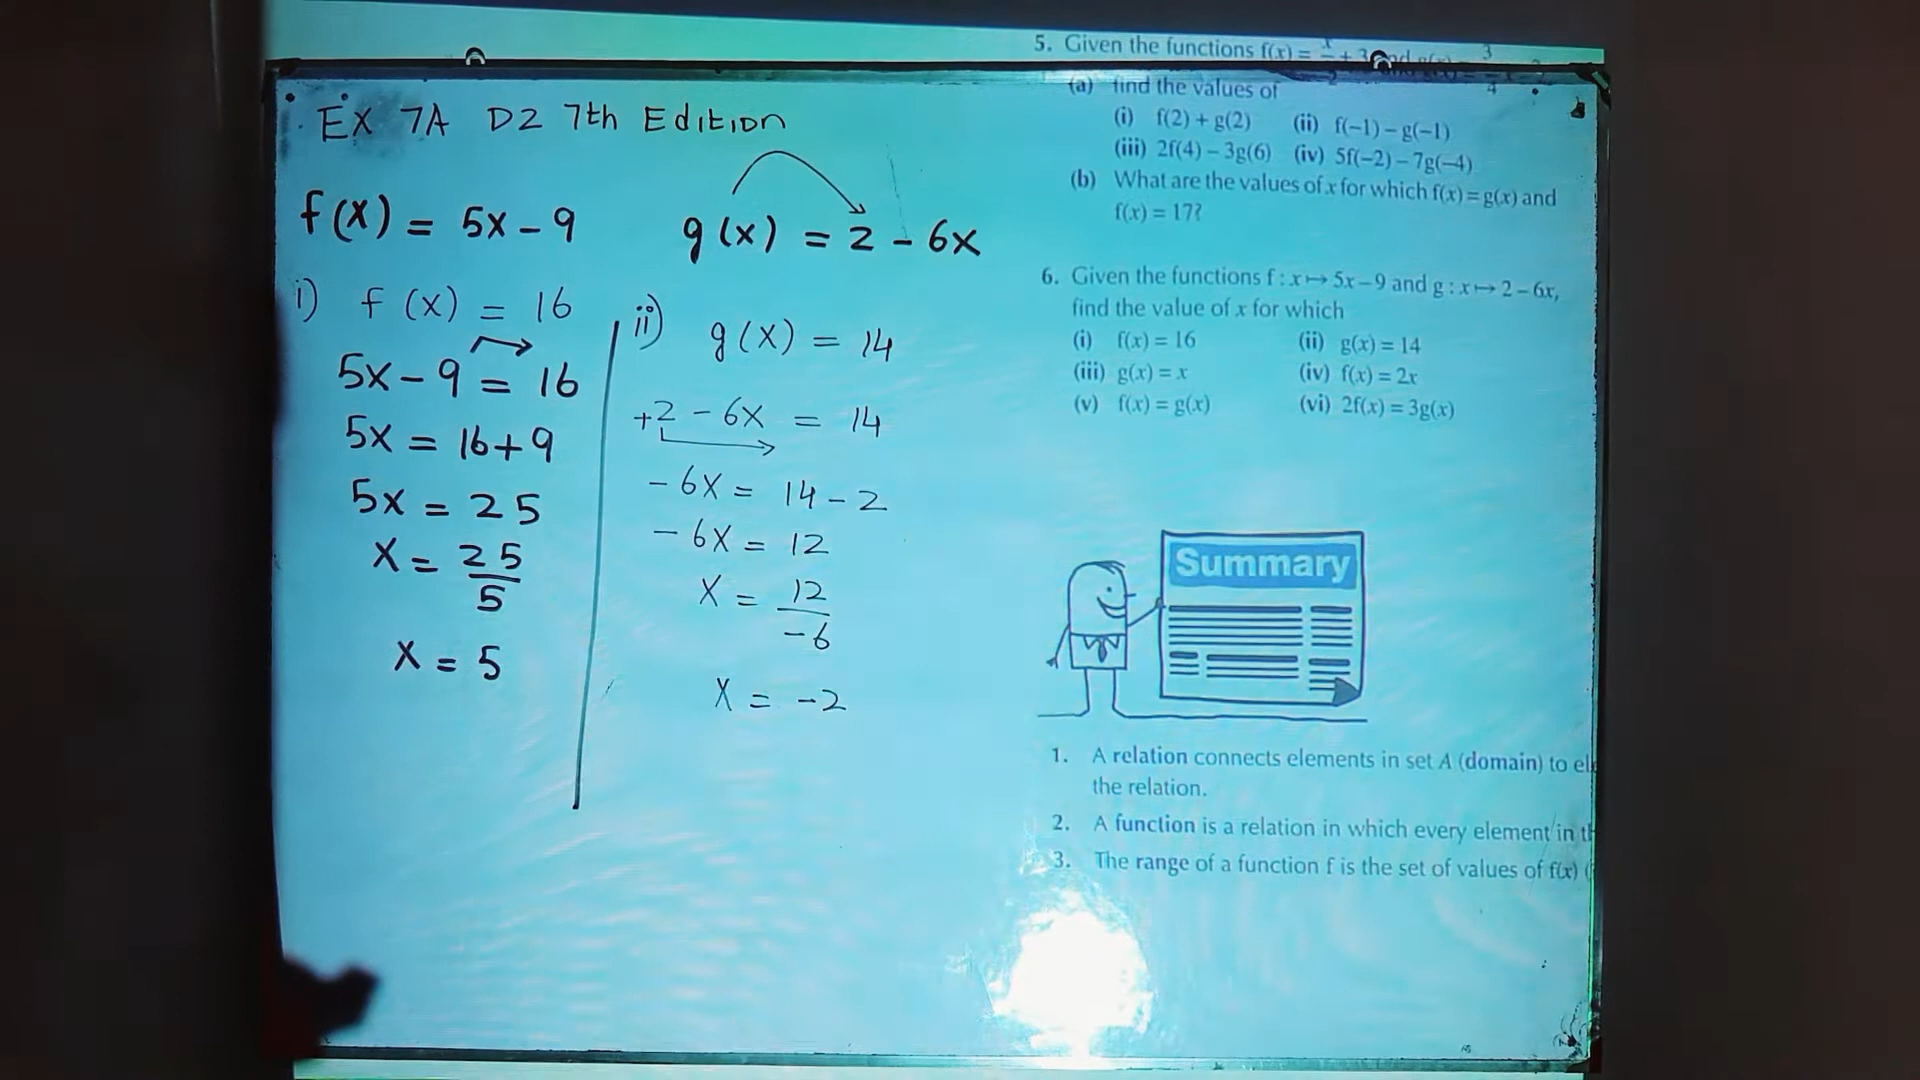 EX 7A D2 7th Edition
f(x) = 5x - 9
g(x) = 2 - 6x
i) f(x) = 16
5x - 9 = 16
5x = 16 + 9
5x = 25
x = 25/5
x = 5
ii) g(x) = 14
+2 - 6x = 14
-6x = 14 - 2
-6x = 12
x = 12/-6
x = -2
5. Given the functions f(x) = x/2 + 3 and g(x) =
(a) find the values of
(i) f(2) + g(2) (ii) f(−1) – g(−1)
(iii) 2f(4) – 3g(6) (iv) 5f(−2) – 7g(−4)
(b) What are the values of x for which f(x) = g(x) and
f(x) = 17?
6. Given the functions f : x ↦ 5x – 9 and g : x ↦ 2 – 6x,
find the value of x for which
(i) f(x) = 16 (ii) g(x) = 14
(iii) g(x) = x (iv) f(x) = 2x
(v) f(x) = g(x) (vi) 2f(x) = 3g(x)
Summary
1. A relation connects elements in set A (domain) to
the relation.
2. A function is a relation in which every element in
3. The range of a function f is the set of values of f(x)